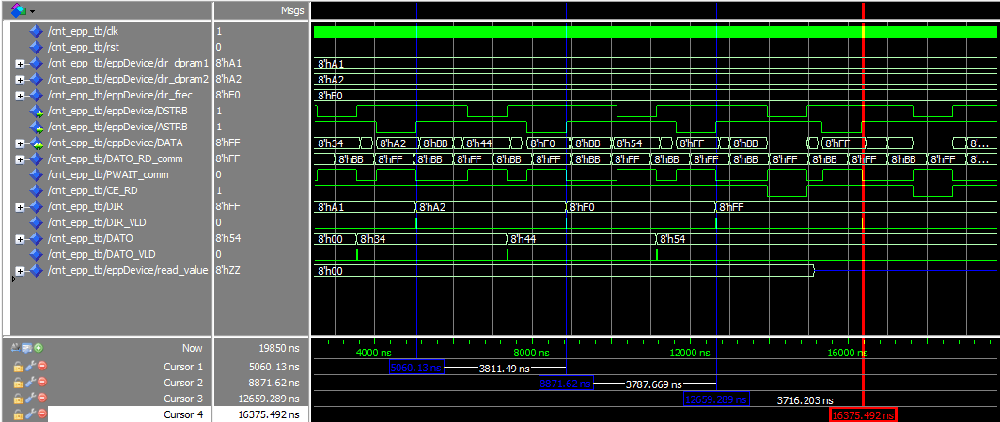 Msgs
/cnt_epp_tb/clk 1
/cnt_epp_tb/rst 0
/cnt_epp_tb/eppDevice/dir_dpram1 8'hA1 8'hA1
/cnt_epp_tb/eppDevice/dir_dpram2 8'hA2 8'hA2
/cnt_epp_tb/eppDevice/dir_frec 8'hF0 8'hF0
/cnt_epp_tb/eppDevice/DSTRB 1
/cnt_epp_tb/eppDevice/ASTRB 1
/cnt_epp_tb/eppDevice/DATA 8'hFF 8'h34 8'hA2 8'hBB 8'h44 8'hF0 8'hBB 8'h54 8'hFF 8'hBB 8'hFF 8'...
/cnt_epp_tb/DATO_RD_comm 8'hFF 8'hBB 8'hFF 8'hBB 8'hFF 8'hBB 8'hFF 8'hBB 8'hFF 8'hBB 8'hFF 8'hBB 8'hFF 8'hBB 8'hFF 8'hBB 8'hFF 8'...
/cnt_epp_tb/PWAIT_comm 0
/cnt_epp_tb/CE_RD 1
/cnt_epp_tb/DIR 8'hFF 8'hA1 8'hA2 8'hF0 8'hFF
/cnt_epp_tb/DIR_VLD 0
/cnt_epp_tb/DATO 8'h54 8'h00 8'h34 8'h44 8'h54
/cnt_epp_tb/DATO_VLD 0
/cnt_epp_tb/eppDevice/read_value 8'hZZ 8'h00
Now 19850 ns 4000 ns 8000 ns 12000 ns 16000 ns
Cursor 1 5060.13 ns 5060.13 ns 3811.49 ns
Cursor 2 8871.62 ns 8871.62 ns 3787.669 ns
Cursor 3 12659.289 ns 12659.289 ns 3716.203 ns
Cursor 4 16375.492 ns 16375.492 ns